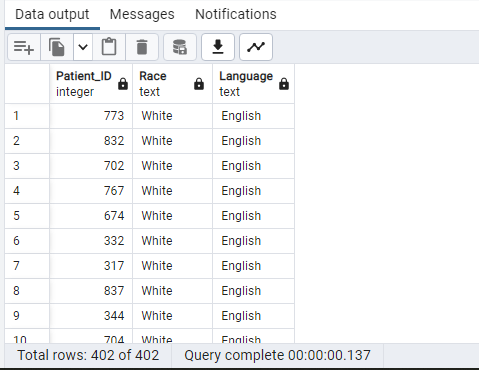 Data output Messages Notifications
Patient_ID Race Language
integer text text
1 773 White English
2 832 White English
3 702 White English
4 767 White English
5 674 White English
6 332 White English
7 317 White English
8 837 White English
9 344 White English
10 704 White English
Total rows: 402 of 402 Query complete 00:00:00.137